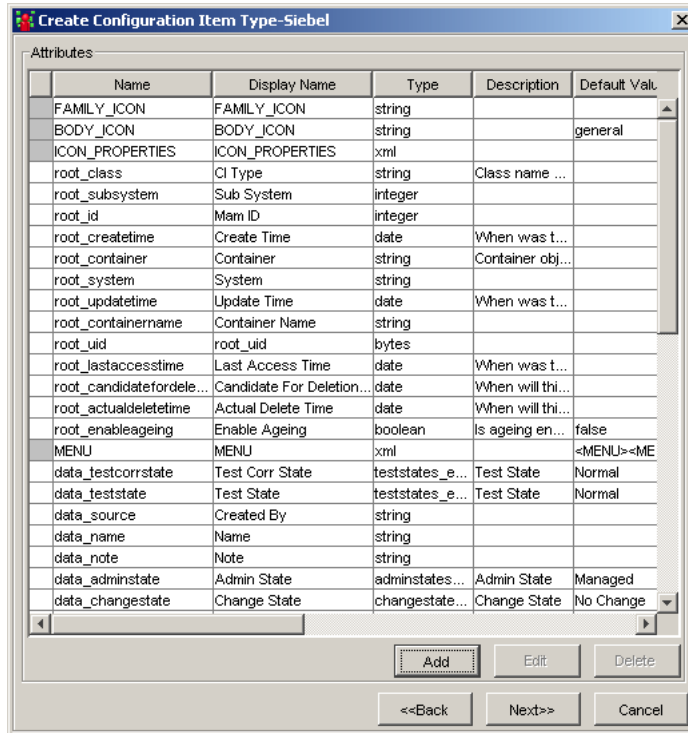 Create Configuration Item Type-Siebel
Attributes
Name Display Name Type Description Default Valu
FAMILY_ICON FAMILY_ICON string
BODY_ICON BODY_ICON string general
ICON_PROPERTIES ICON_PROPERTIES xml
root_class CI Type string Class name ...
root_subsystem Sub System integer
root_id Mam ID integer
root_createtime Create Time date When was t...
root_container Container string Container obj...
root_system System string
root_updatetime Update Time date When was t...
root_containername Container Name string
root_uid root_uid bytes
root_lastaccesstime Last Access Time date When was t...
root_candidatefordele... Candidate For Deletion... date When will thi...
root_actualdeletetime Actual Delete Time date When will thi...
root_enableageing Enable Ageing boolean Is ageing en... false
MENU MENU xml <MENU><ME
data_testcorrstate Test Corr State teststates_e... Test State Normal
data_teststate Test State teststates_e... Test State Normal
data_source Created By string
data_name Name string
data_note Note string
data_adminstate Admin State adminstates... Admin State Managed
data_changestate Change State changestate... Change State No Change
Add Edit Delete
<<Back Next>> Cancel